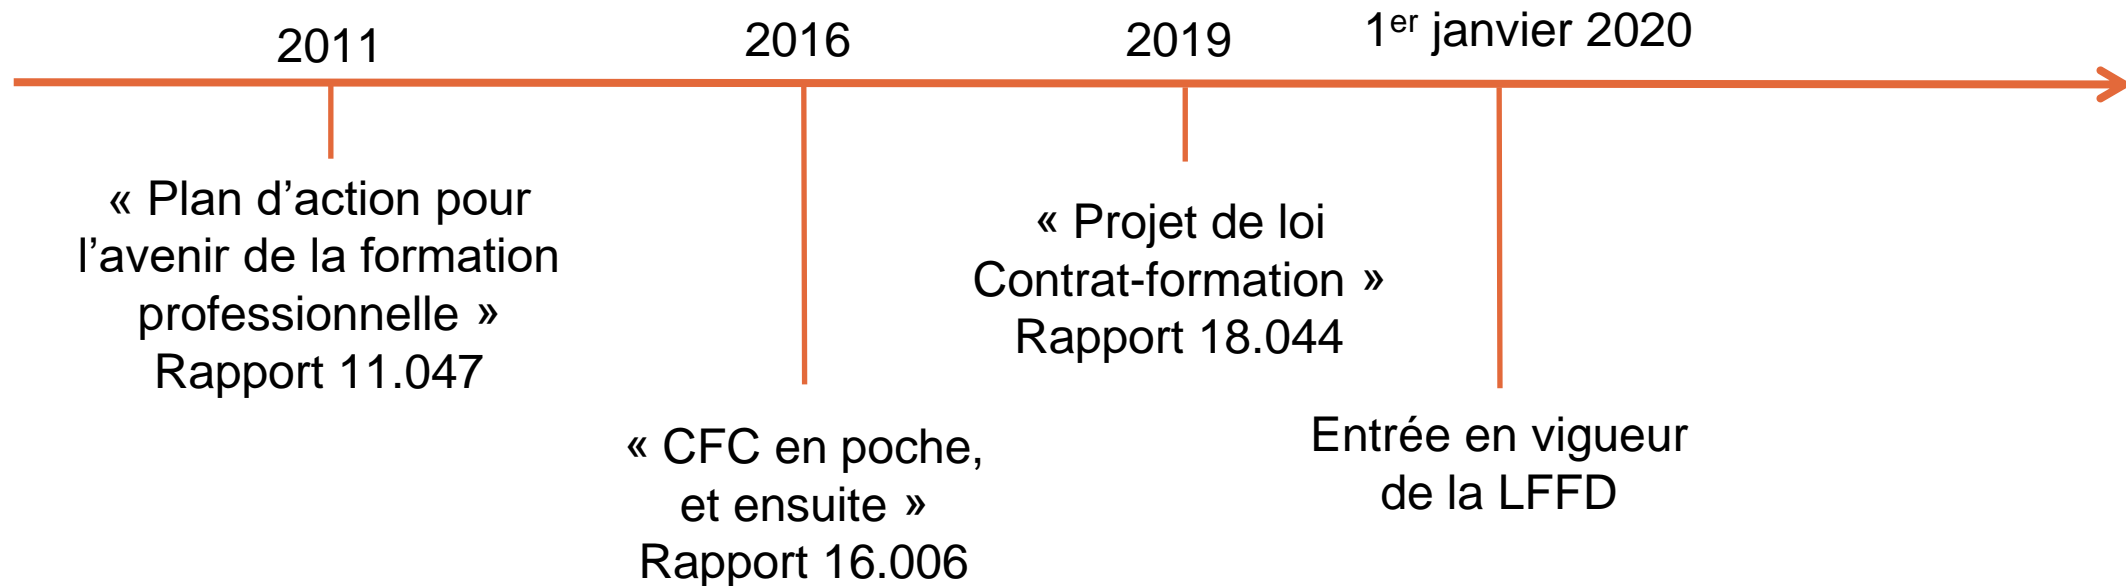 2011
« Plan d’action pour
l’avenir de la formation
professionnelle »
Rapport 11.047
2016
« CFC en poche,
et ensuite »
Rapport 16.006
2019
« Projet de loi
Contrat-formation »
Rapport 18.044
1er janvier 2020
Entrée en vigueur
de la LFFD